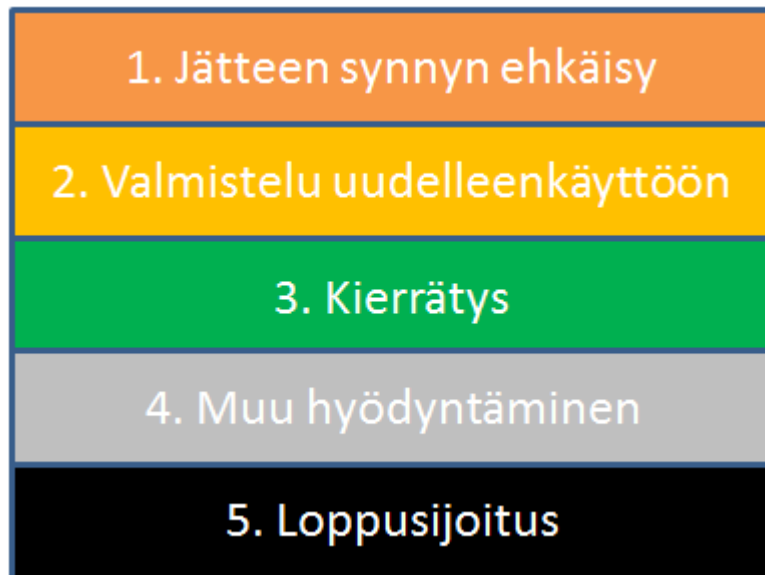 1. Jätteen synnyn ehkäisy
2. Valmistelu uudelleenkäyttöön
3. Kierrätys
4. Muu hyödyntäminen
5. Loppusijoitus